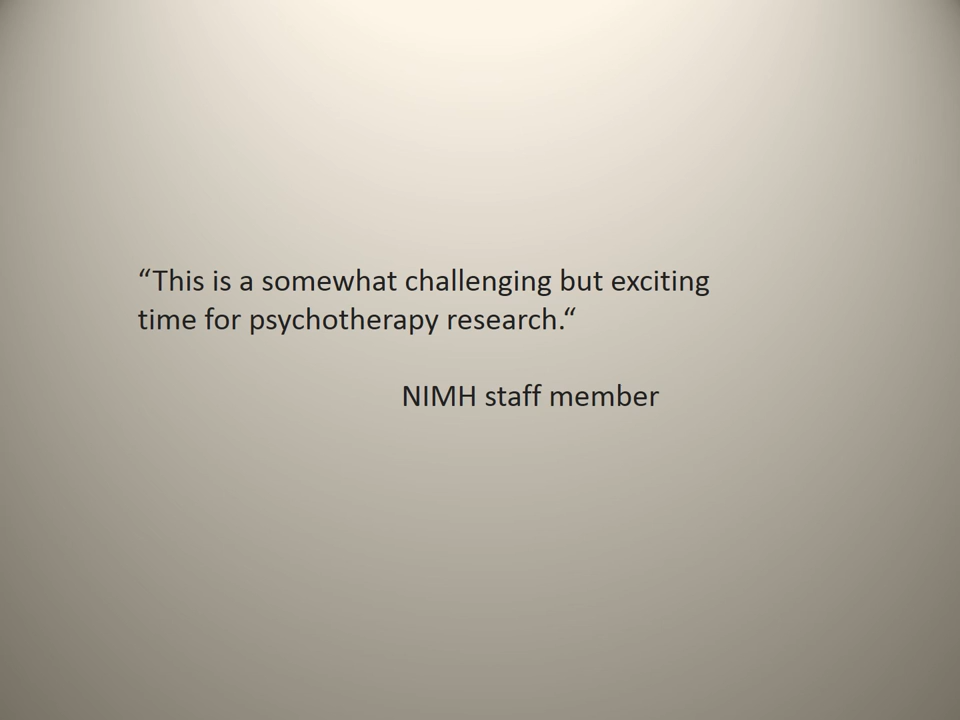 “This is a somewhat challenging but exciting
time for psychotherapy research.“
NIMH staff member